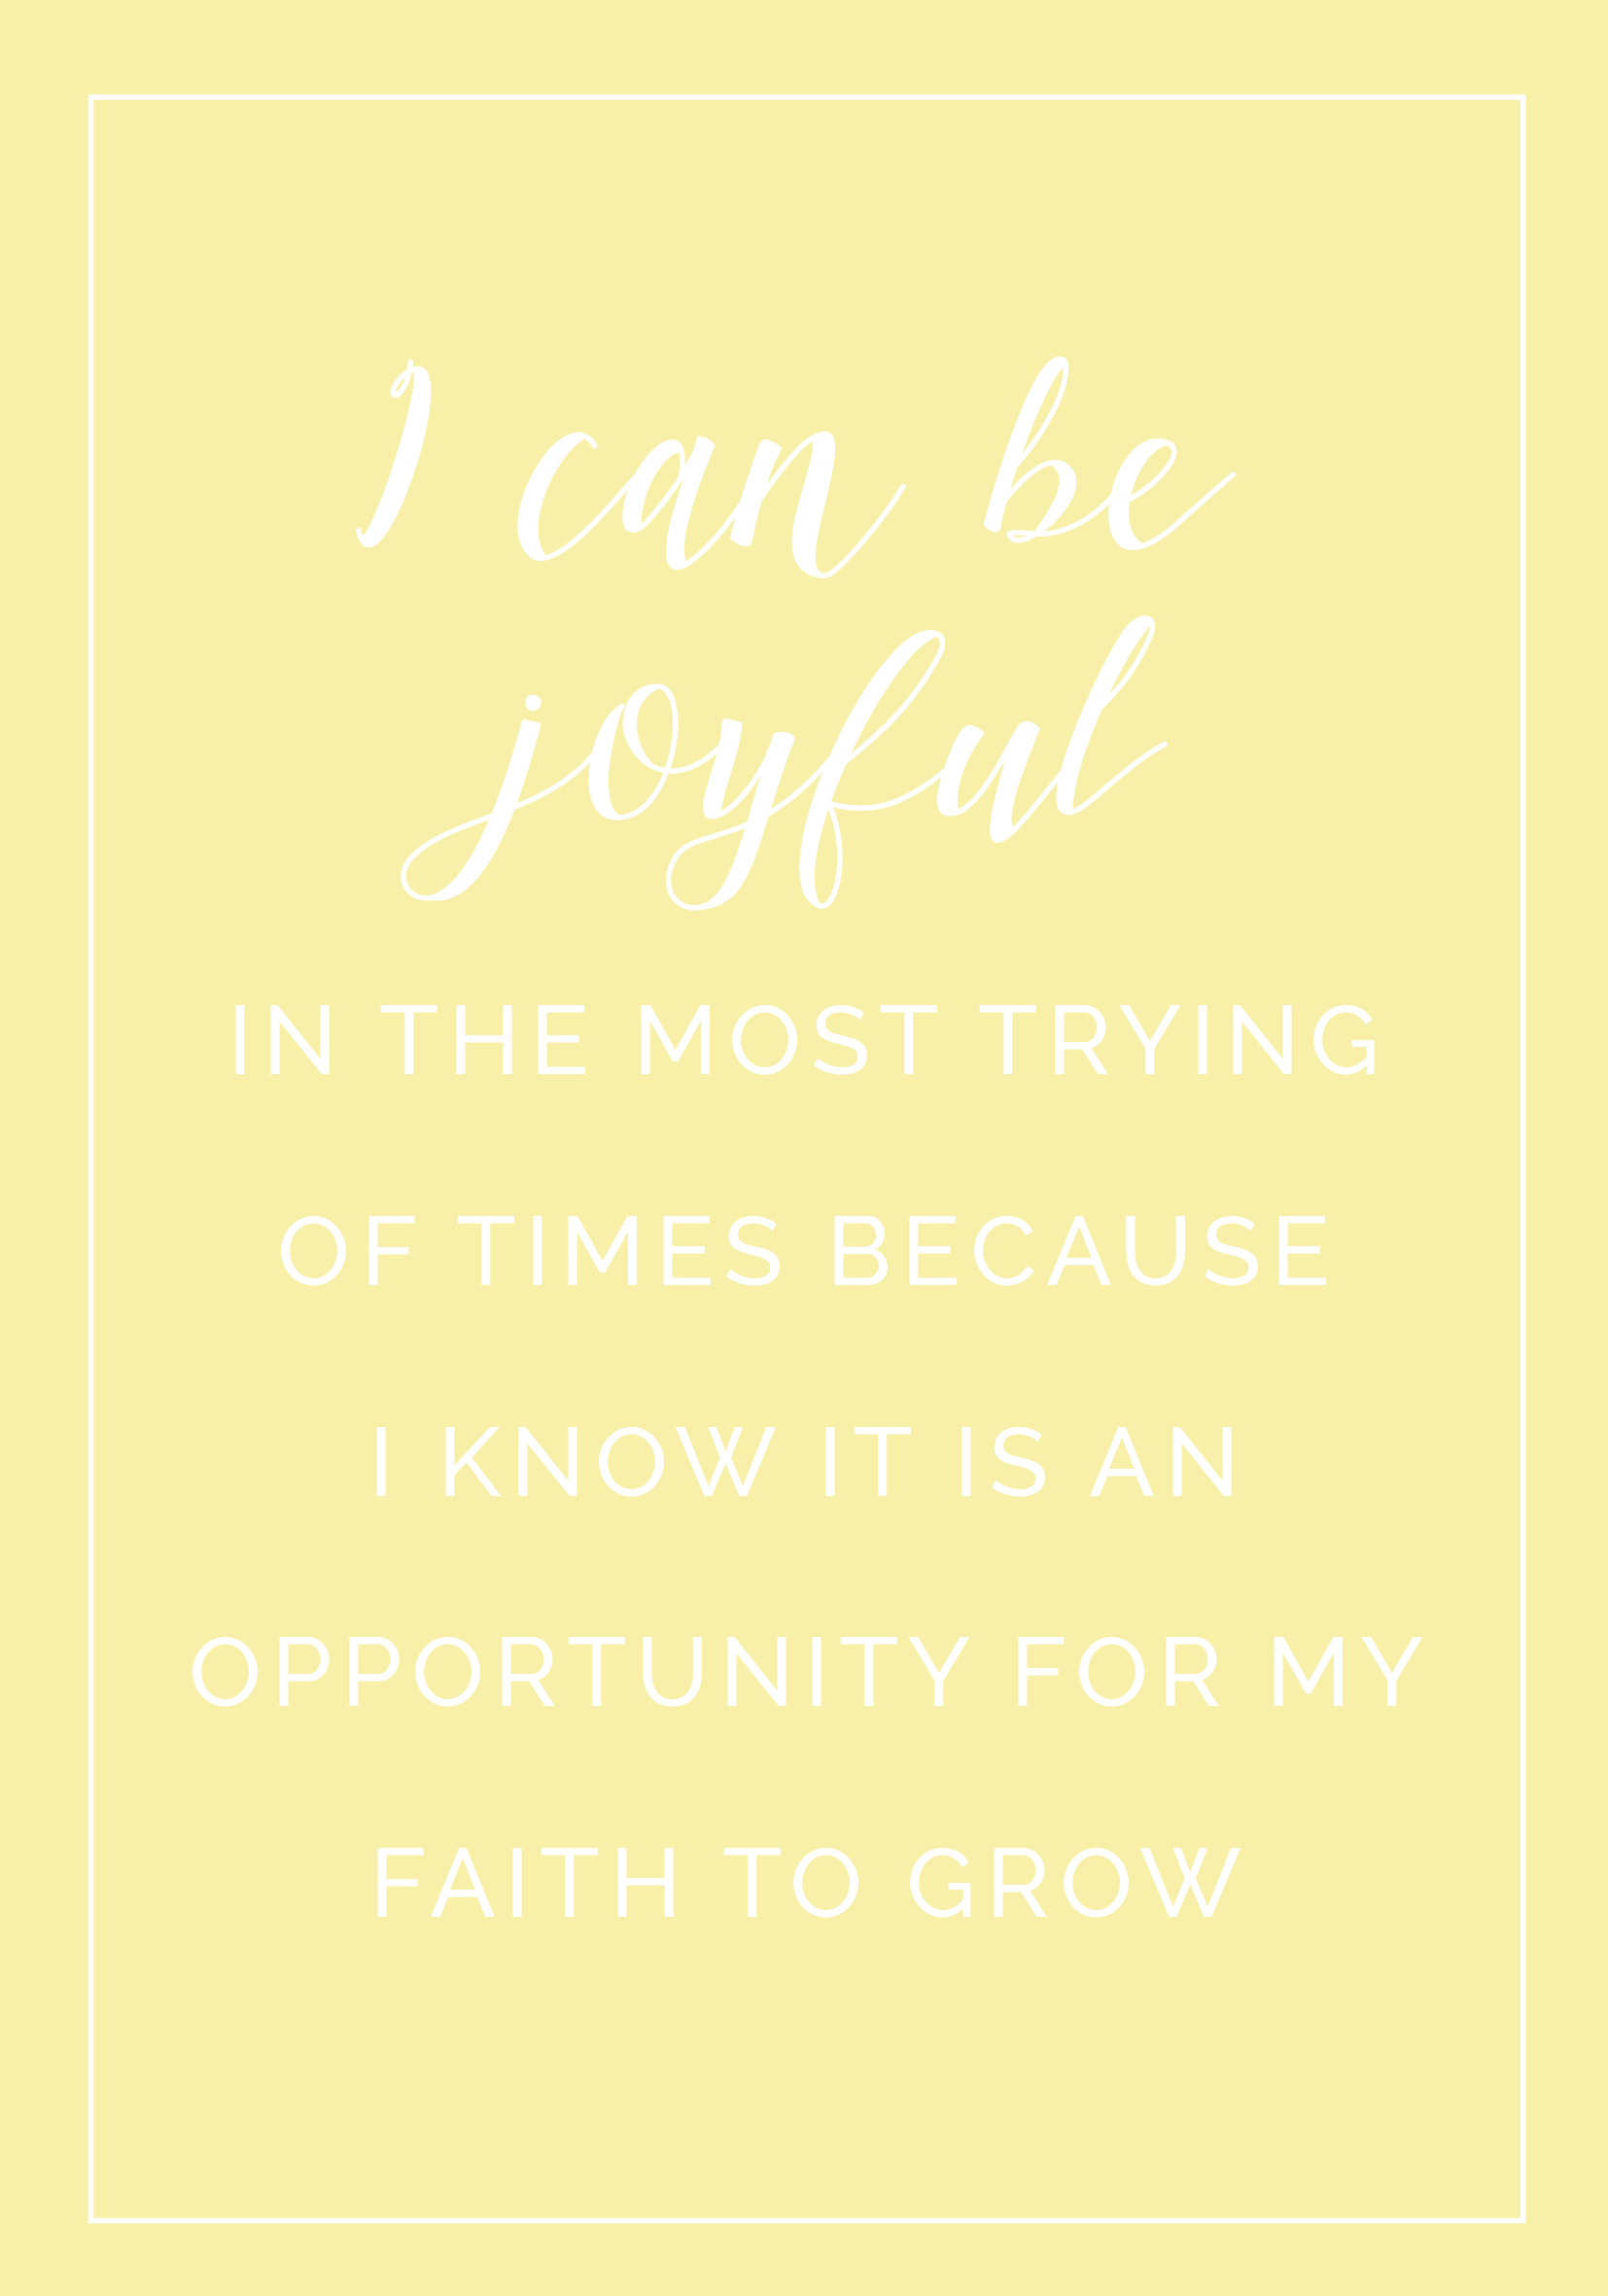 I can be
joyful
IN THE MOST TRYING
OF TIMES BECAUSE
I KNOW IT IS AN
OPPORTUNITY FOR MY
FAITH TO GROW